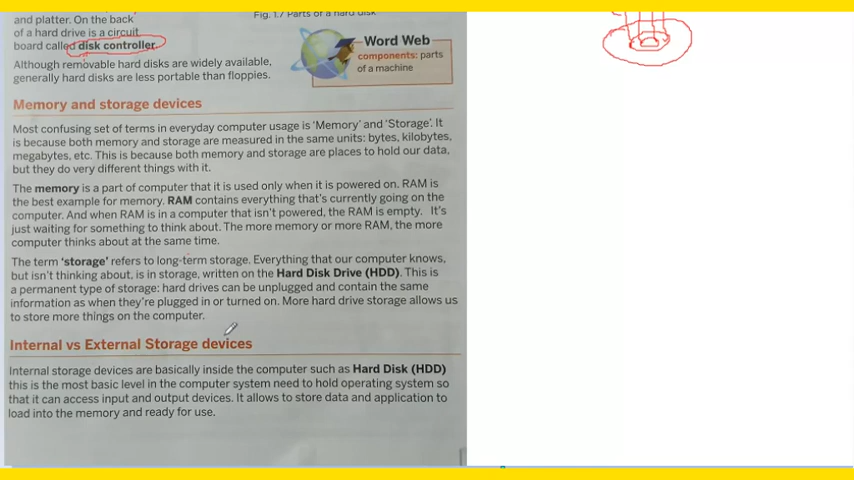 and platter. On the back
Fig. 1.7 Parts of a hard disk
of a hard drive is a circuit
board called disk controller.
Although removable hard disks are widely available,
generally hard disks are less portable than floppies.
Word Web
components: parts
of a machine
Memory and storage devices
Most confusing set of terms in everyday computer usage is ‘Memory’ and ‘Storage’. It
is because both memory and storage are measured in the same units: bytes, kilobytes,
megabytes, etc. This is because both memory and storage are places to hold our data,
but they do very different things with it.
The memory is a part of computer that it is used only when it is powered on. RAM is
the best example for memory. RAM contains everything that's currently going on the
computer. And when RAM is in a computer that isn't powered, the RAM is empty. It's
just waiting for something to think about. The more memory or more RAM, the more
computer thinks about at the same time.
The term ‘storage’ refers to long-term storage. Everything that our computer knows,
but isn't thinking about, is in storage, written on the Hard Disk Drive (HDD). This is
a permanent type of storage: hard drives can be unplugged and contain the same
information as when they're plugged in or turned on. More hard drive storage allows us
to store more things on the computer.
Internal vs External Storage devices
Internal storage devices are basically inside the computer such as Hard Disk (HDD)
this is the most basic level in the computer system need to hold operating system so
that it can access input and output devices. It allows to store data and application to
load into the memory and ready for use.